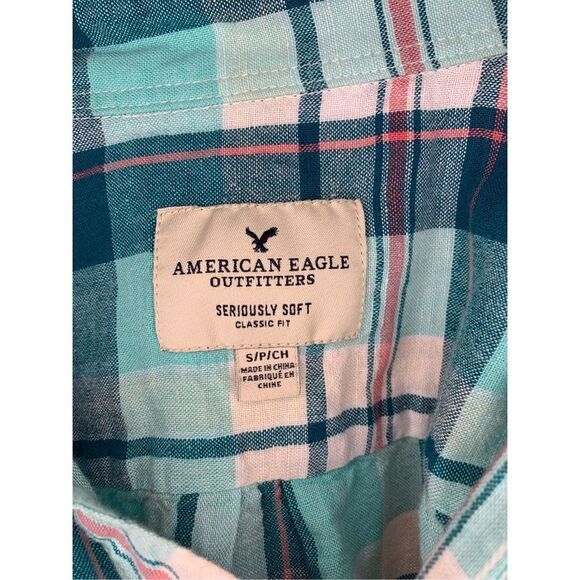 AMERICAN EAGLE
OUTFITTERS
SERIOUSLY SOFT
CLASSIC FIT
S/P/CH
MADE IN CHINA
FABRIQUÉ EN
CHINE